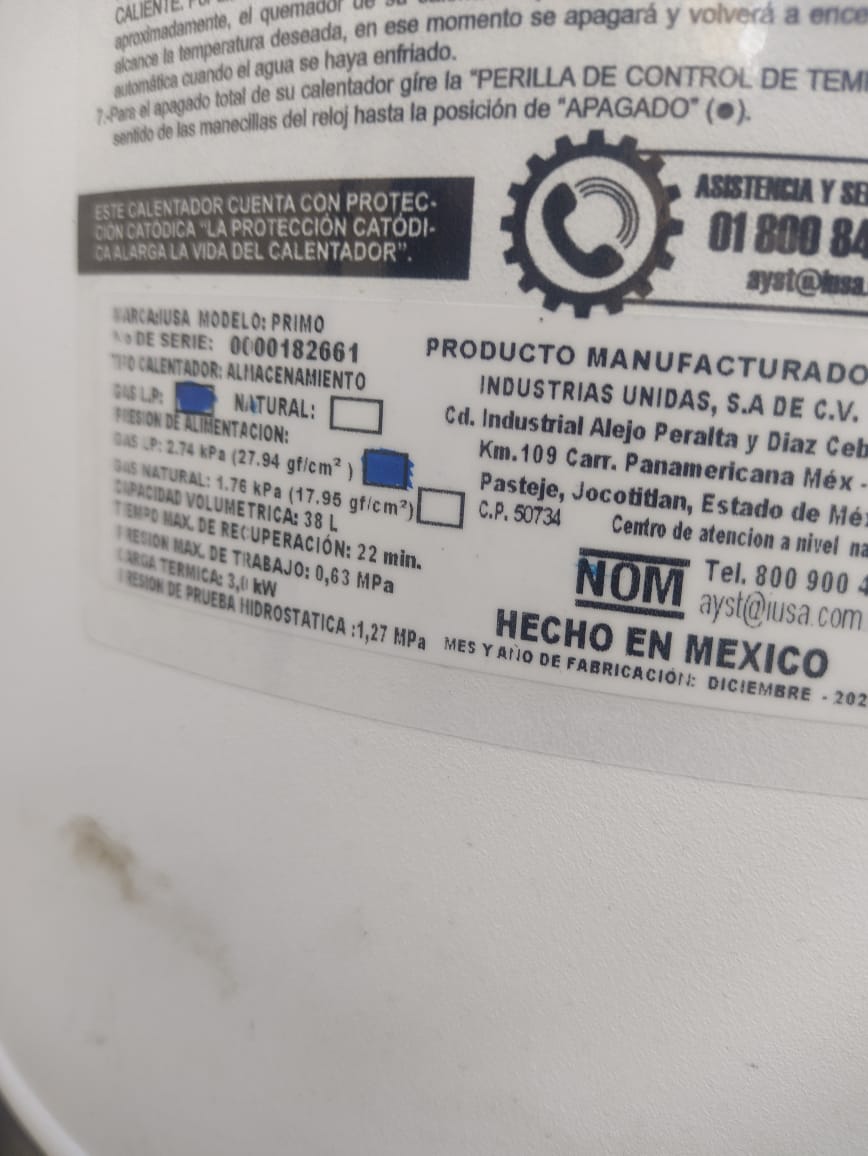 CALIENTE.
aproximadamente, el quemador de su
alcance la temperatura deseada, en ese momento se apagará y volverá a
automática cuando el agua se haya enfriado.
7.-Para el apagado total de su calentador gíre la "PERILLA DE CONTROL DE
sentido de las manecillas del reloj hasta la posición de "APAGADO" (●).
ESTE CALENTADOR CUENTA CON PROTEC-
CIÓN CATÓDICA "LA PROTECCIÓN CATÓDI-
CA ALARGA LA VIDA DEL CALENTADOR".
ASISTENCIA Y
01 800
ayst@iusa.
MARCA:IUSA MODELO: PRIMO
No DE SERIE: 0000182661
TIPO CALENTADOR: ALMACENAMIENTO
GAS L.P: NATURAL:
PRESION DE ALIMENTACION:
GAS LP: 2.74 kPa (27.94 gf/cm²)
GAS NATURAL: 1.76 kPa (17.95 gf/cm²)
CAPACIDAD VOLUMETRICA: 38 L
TIEMPO MAX. DE RECUPERACIÓN: 22 min.
PRESION MAX. DE TRABAJO: 0,63 MPa
CARGA TERMICA: 3,0 kW
PRESION DE PRUEBA HIDROSTATICA :1,27 MPa
PRODUCTO MANUFACTURADO
INDUSTRIAS UNIDAS, S.A DE C.V.
Cd. Industrial Alejo Peralta y Diaz Ceb
Km.109 Carr. Panamericana Méx -
Pasteje, Jocotitlan, Estado de
C.P. 50734
Centro de atencion a nivel
NOM
Tel. 800 900 4
ayst@iusa.com
HECHO EN MEXICO
MES Y AÑO DE FABRICACIÓN: DICIEMBRE - 202